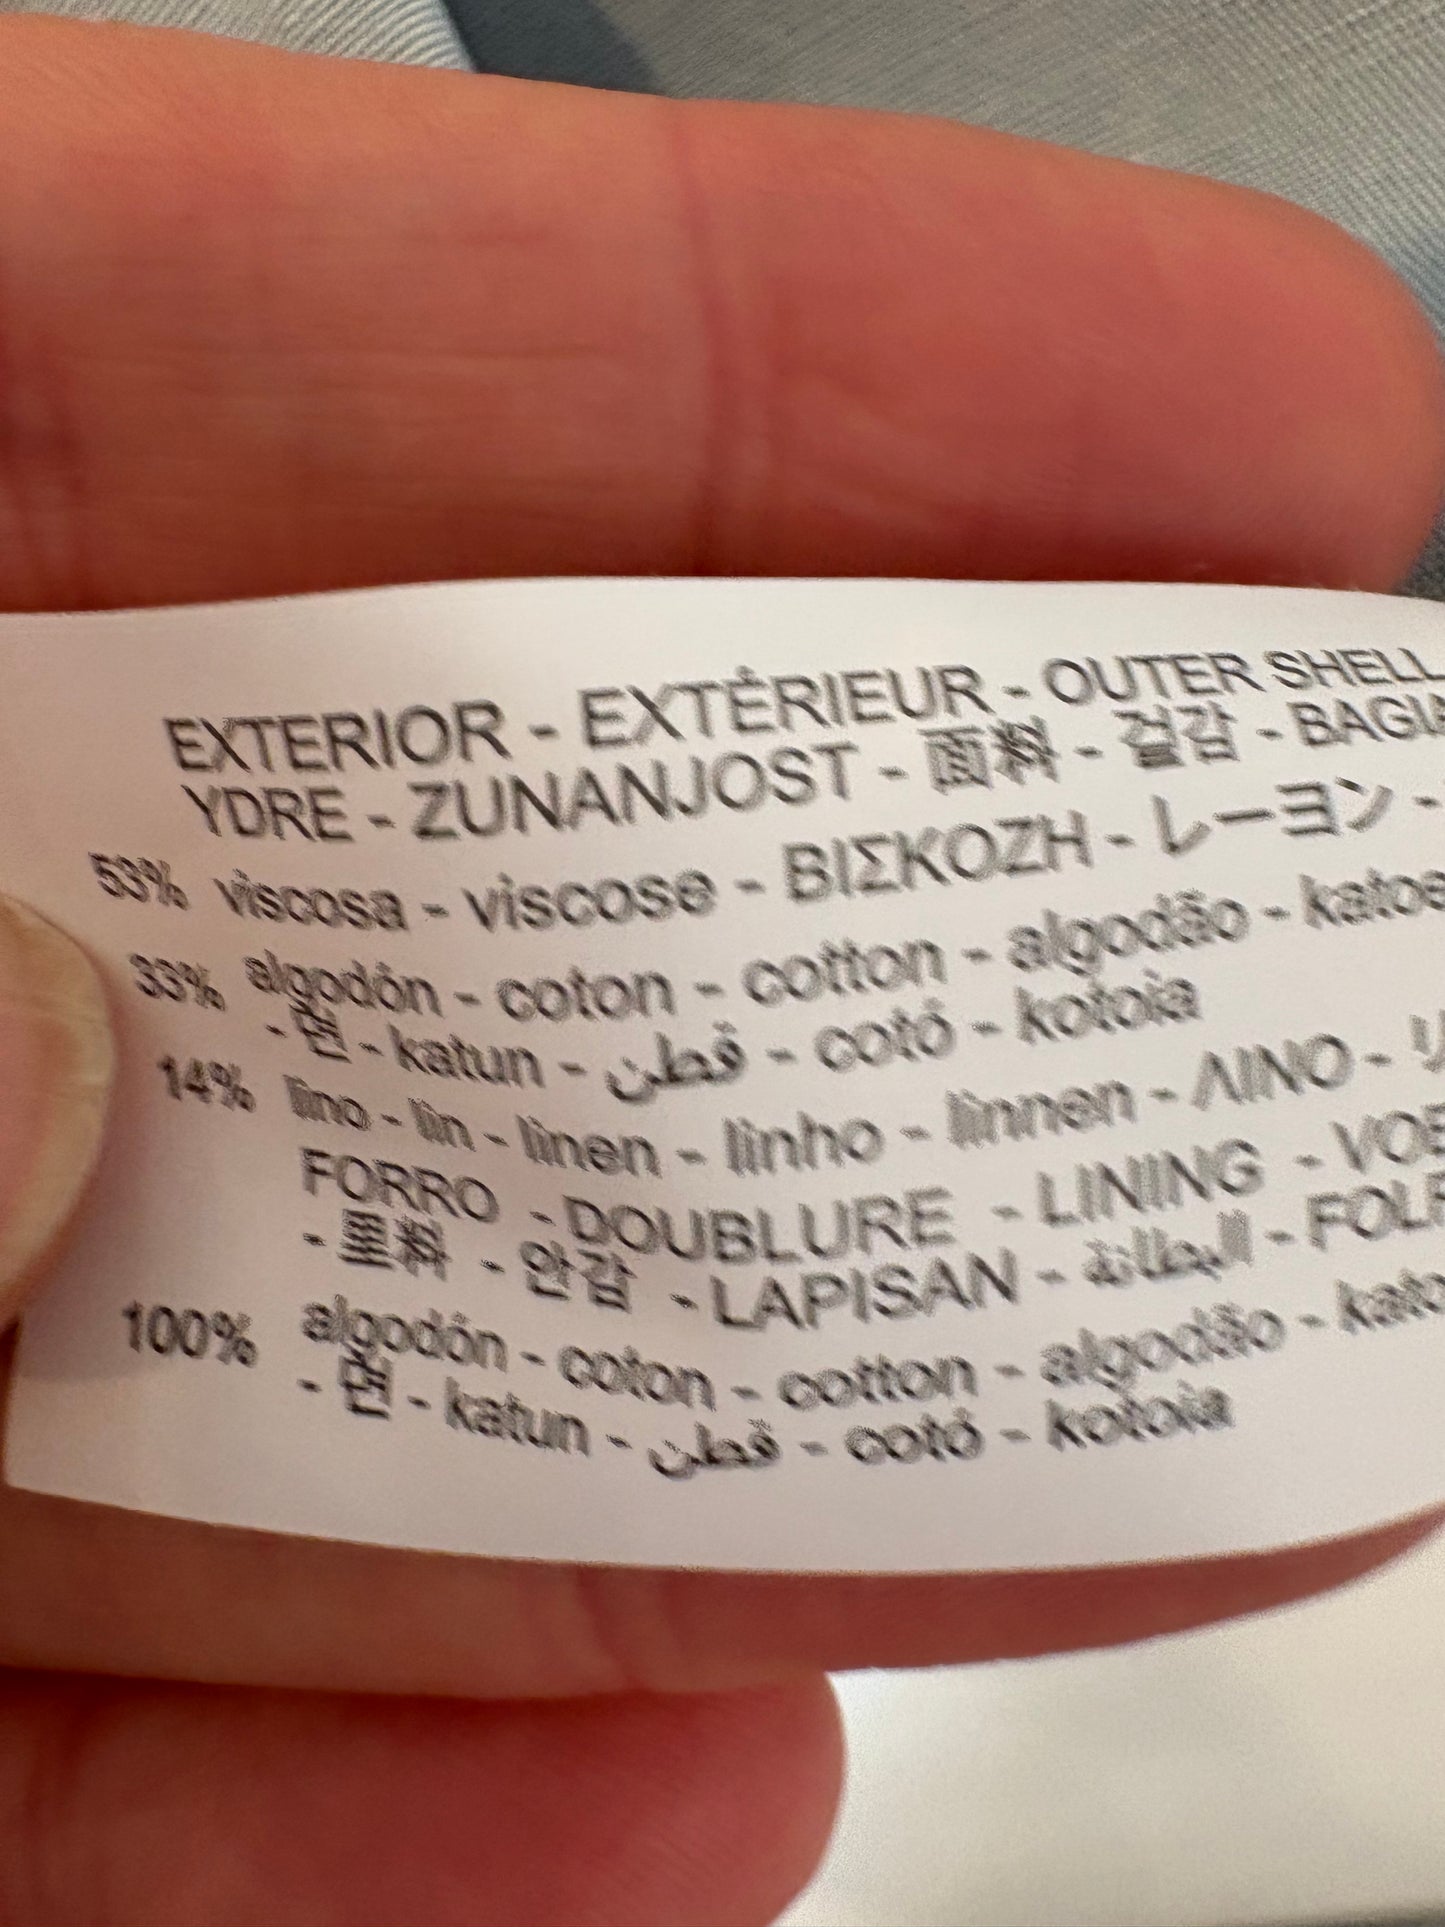 EXTERIOR - EXTÉRIEUR - OUTER SHELL
YDRE - ZUNANJOST - 面料 - 겉감 -
53% viscosa - viscose - ΒΙΣΚΟΖΗ - レーヨン -
33% algodón - coton - cotton - algodão -
- 면 - katun - قطن - cotó - kotoia
14% lino - lin - linen - linho - linnen - ΛΙΝΟ -
FORRO - DOUBLURE - LINING -
- 里料 - 안감 - LAPISAN - البطانة -
100% algodón - coton - cotton - algodão -
- 면 - katun - قطن - cotó - kotoia